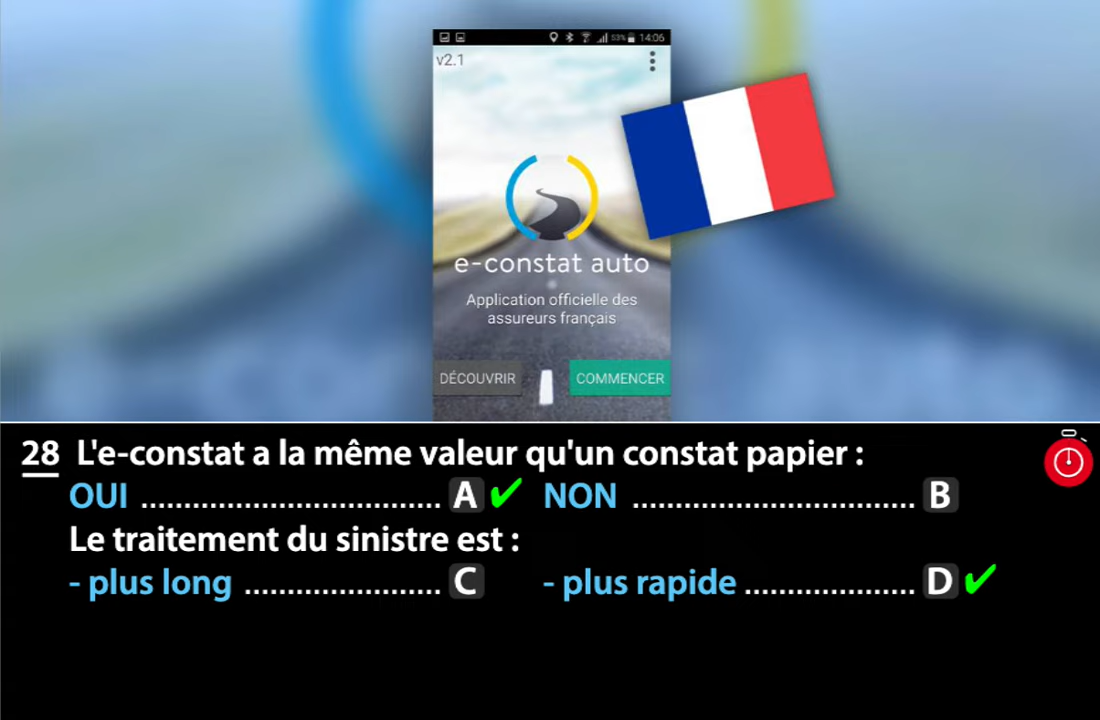 53% 14:06
v2.1
e-constat auto
Application officielle des
assureurs français
DÉCOUVRIR COMMENCER
28 L'e-constat a la même valeur qu'un constat papier :
OUI ................................... A ✔ NON ................................. B
Le traitement du sinistre est :
- plus long ........................ C - plus rapide .................... D ✔